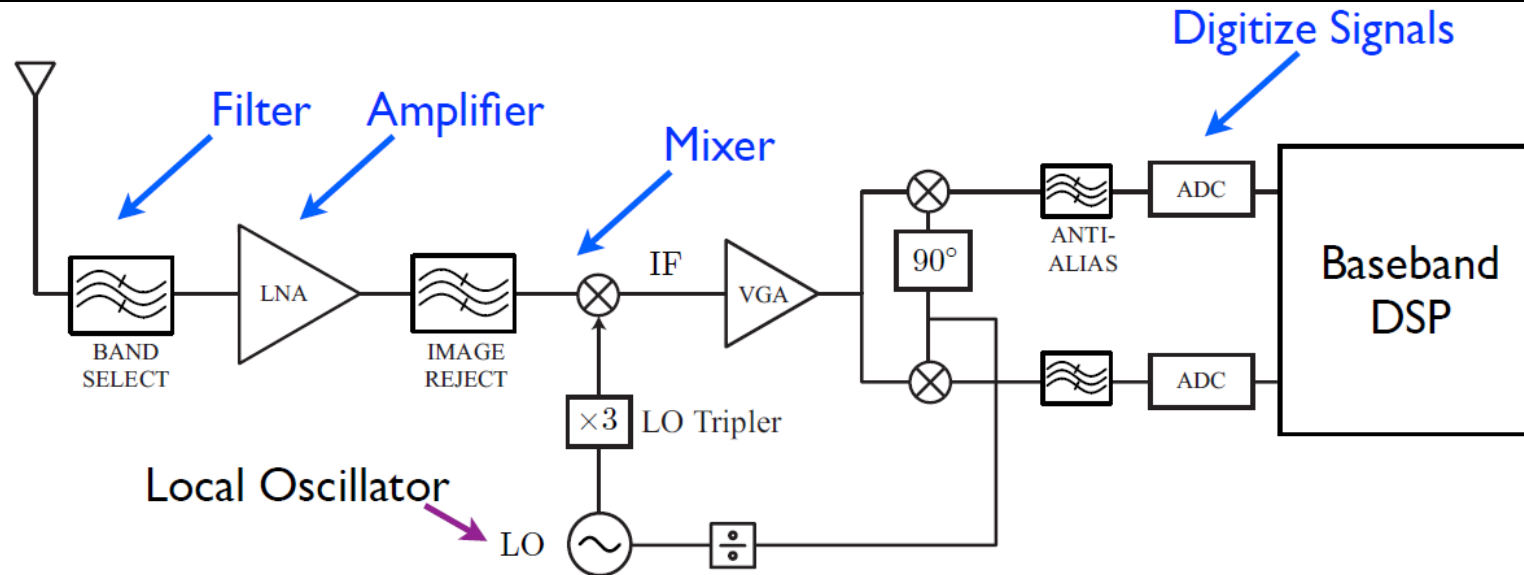 Digitize Signals
Filter
Amplifier
Mixer
BAND
SELECT
LNA
IMAGE
REJECT
IF
VGA
90°
ANTI-
ALIAS
ADC
ADC
Baseband
DSP
×3
LO Tripler
Local Oscillator
LO
÷